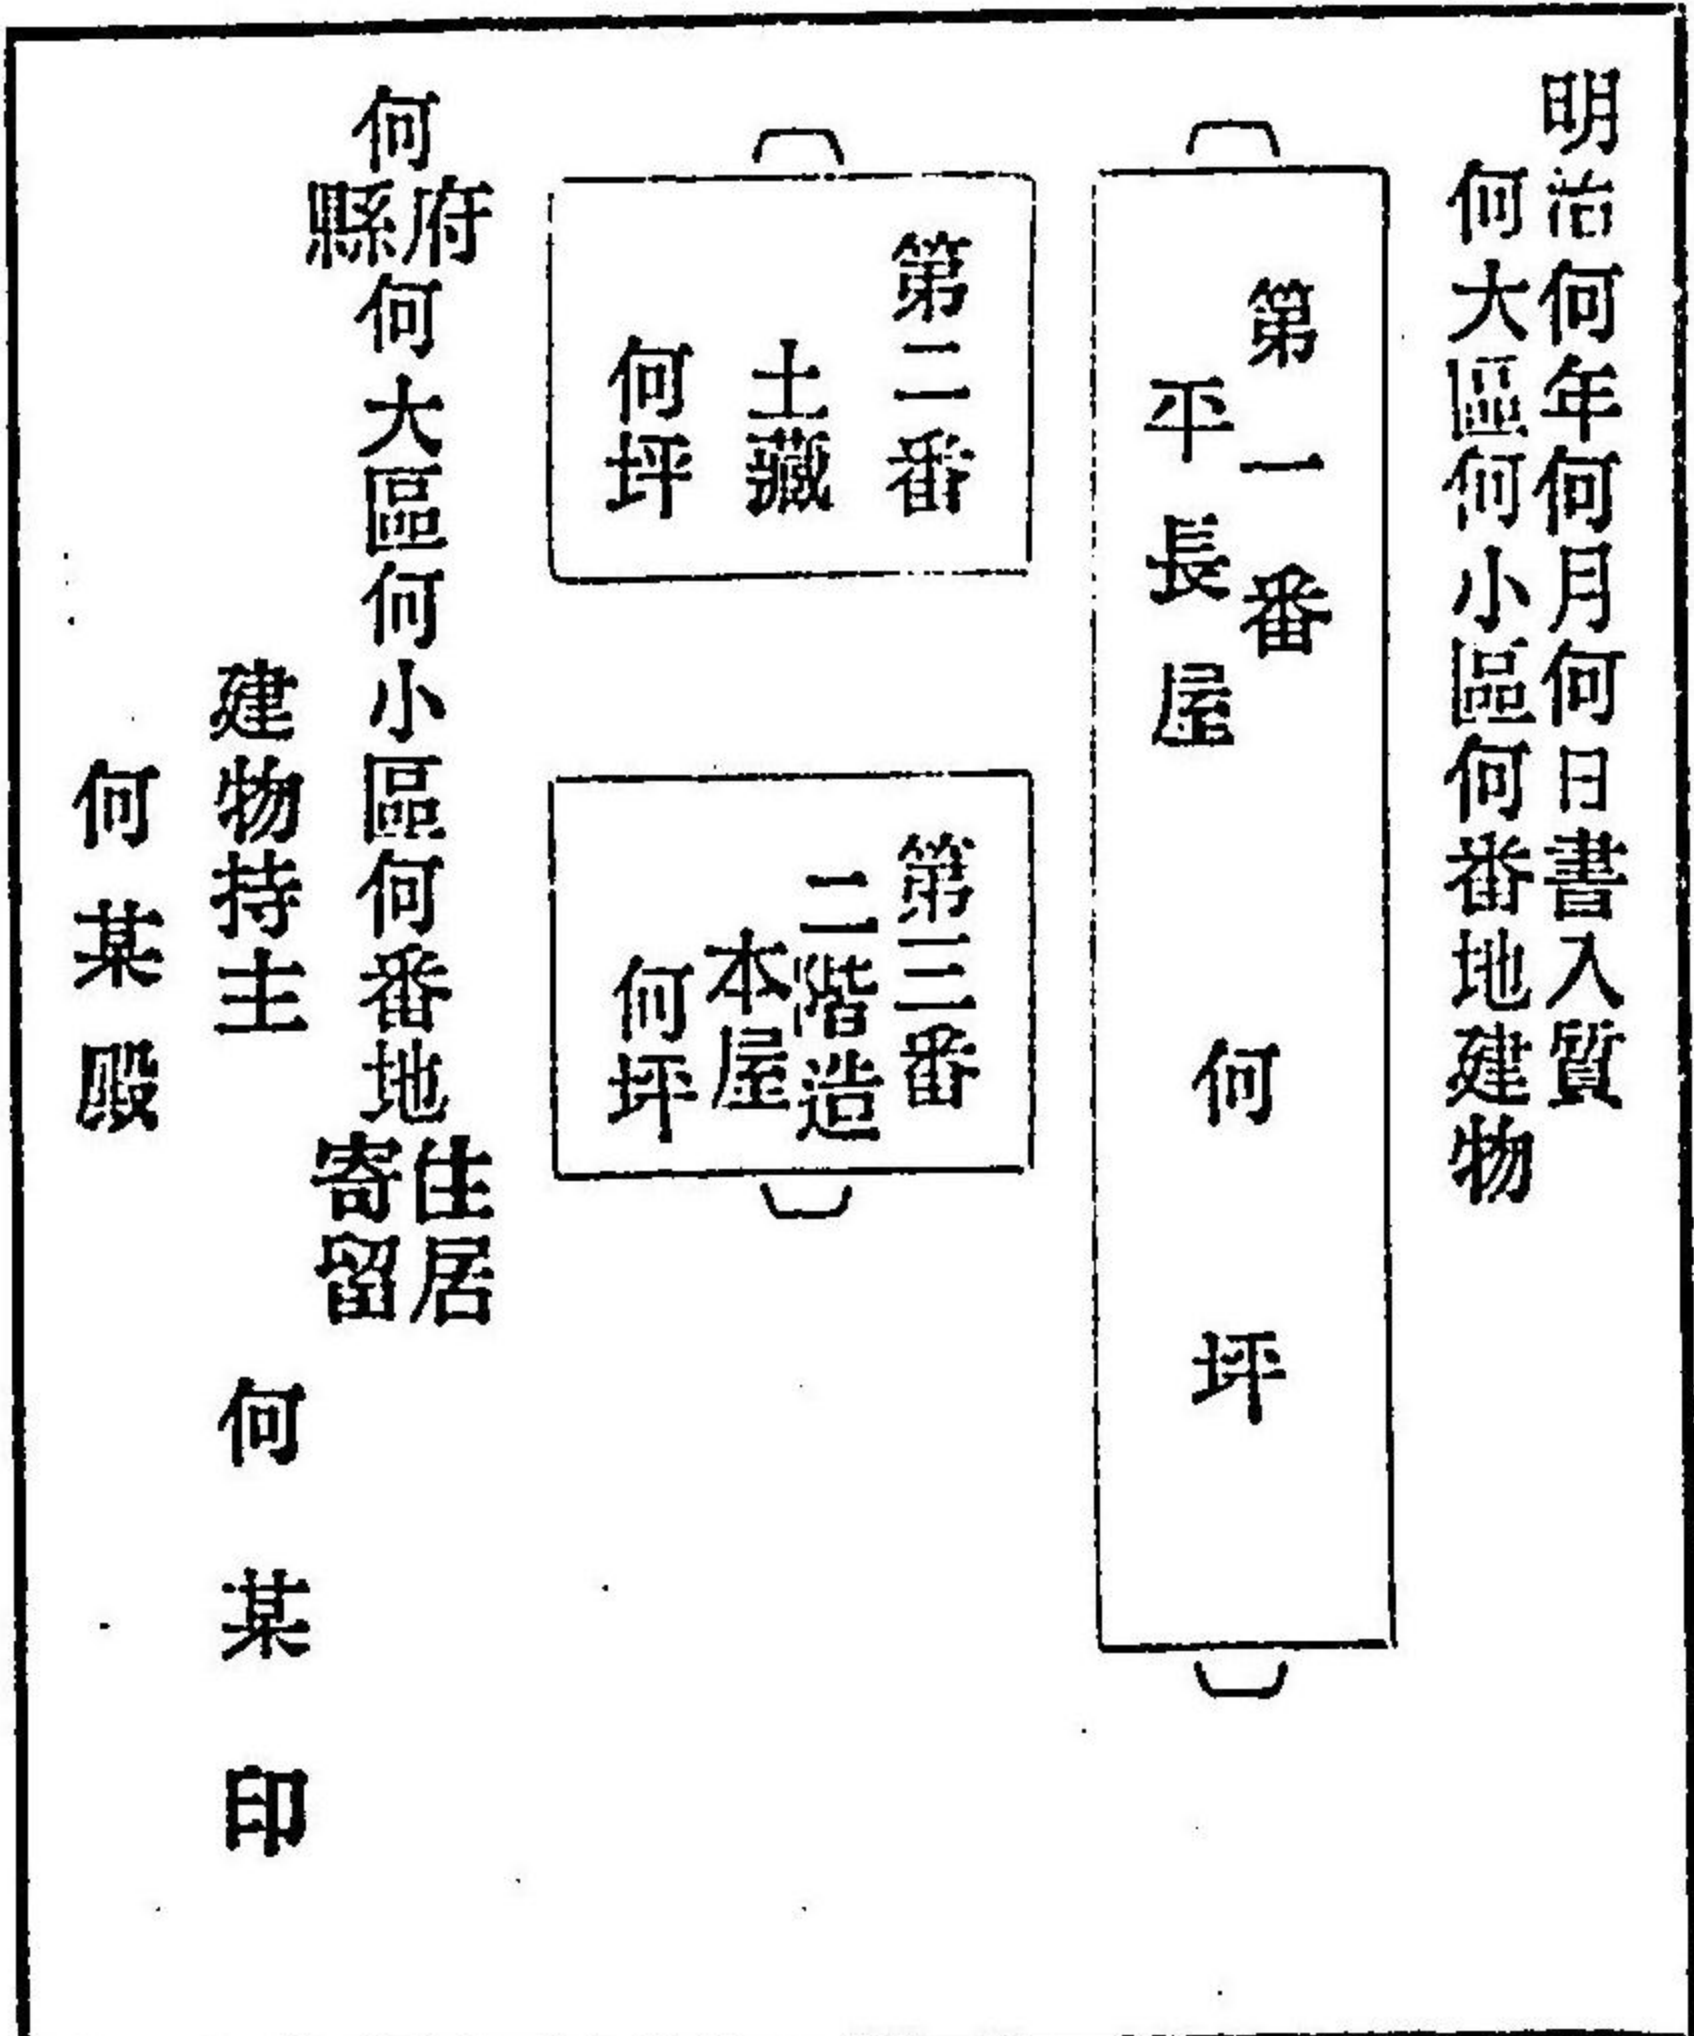 明治何年何月何日書入質
何大區何小區何番地建物
第一番
平長屋
何坪
第二番
土藏
何坪
第三番
二階造
本屋
何坪
何府縣何大區何小區何番地住居寄留
建物持主 何某印
何某殿